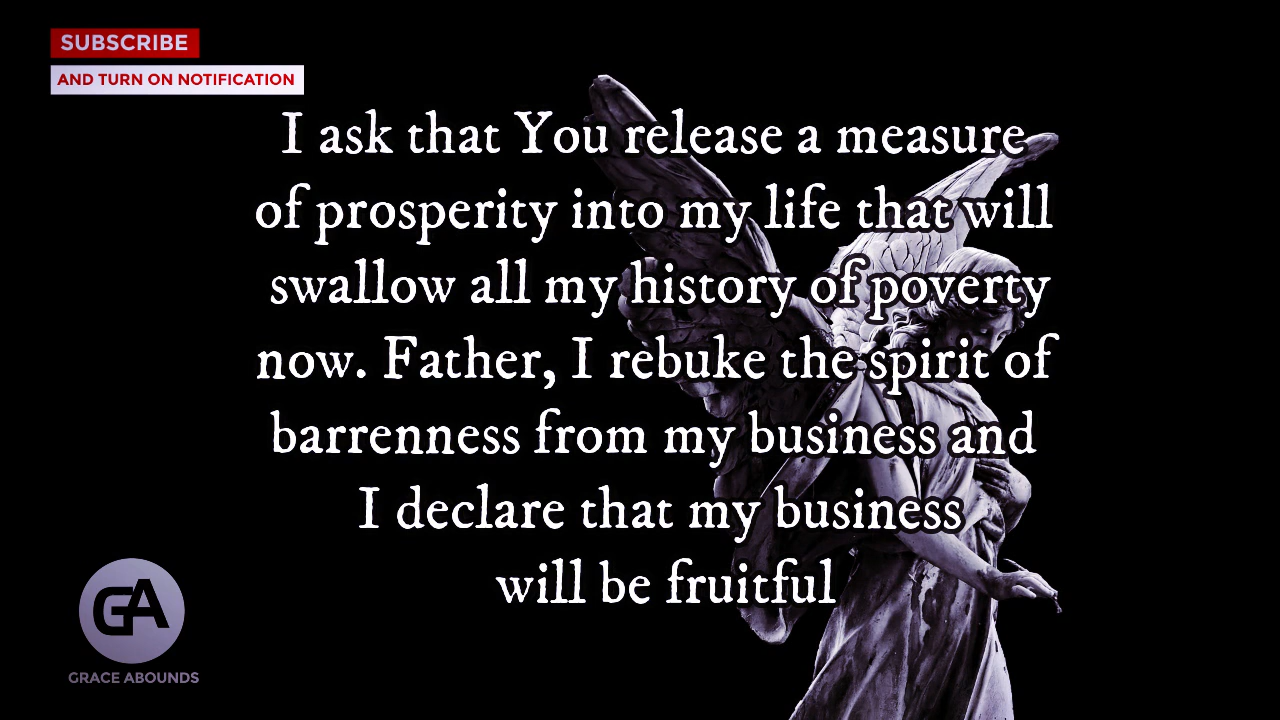 SUBSCRIBE
AND TURN ON NOTIFICATION
I ask that You release a measure
of prosperity into my life that will
swallow all my history of poverty
now. Father, I rebuke the spirit of
barrenness from my business and
I declare that my business
will be fruitful
GA
GRACE ABOUNDS